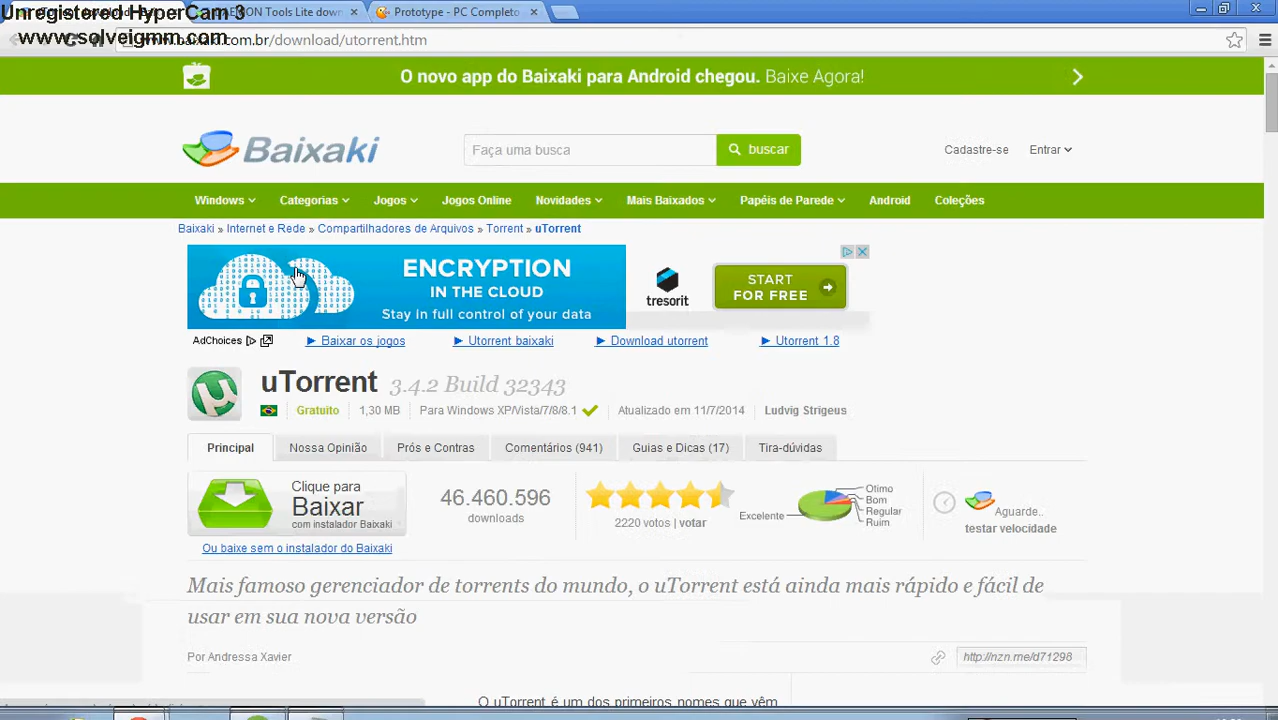 Unregistered HyperCam 3
www.solveigmm.com
TOOLS Lite dow
Prototype - PC Completo
www.baixaki.com.br/download/utorrent.htm
O novo app do Baixaki para Android chegou. Baixe Agora!
Baixaki
Faça uma busca
buscar
Cadastre-se
Entrar
Windows
Categorias
Jogos
Jogos Online
Novidades
Mais Baixados
Papéis de Parede
Android
Coleções
Baixaki » Internet e Rede » Compartilhadores de Arquivos » Torrent » uTorrent
ENCRYPTION
IN THE CLOUD
Stay in full control of your data
tresorit
START
FOR FREE
AdChoices
► Baixar os jogos
► Utorrent baixaki
► Download utorrent
► Utorrent 1.8
uTorrent 3.4.2 Build 32343
Gratuito
1,30 MB
Para Windows XP/Vista/7/8/8.1
Atualizado em 11/7/2014
Ludvig Strigeus
Principal
Nossa Opinião
Prós e Contras
Comentários (941)
Guias e Dicas (17)
Tira-dúvidas
Clique para
Baixar
com instalador Baixaki
Ou baixe sem o instalador do Baixaki
46.460.596
downloads
2220 votos | votar
Excelente
Otimo
Bom
Regular
Ruim
Aguarde..
testar velocidade
Mais famoso gerenciador de torrents do mundo, o uTorrent está ainda mais rápido e fácil de
usar em sua nova versão
Por Andressa Xavier
http://nzn.me/d71298
O uTorrent é um dos primeiros nomes que vêm